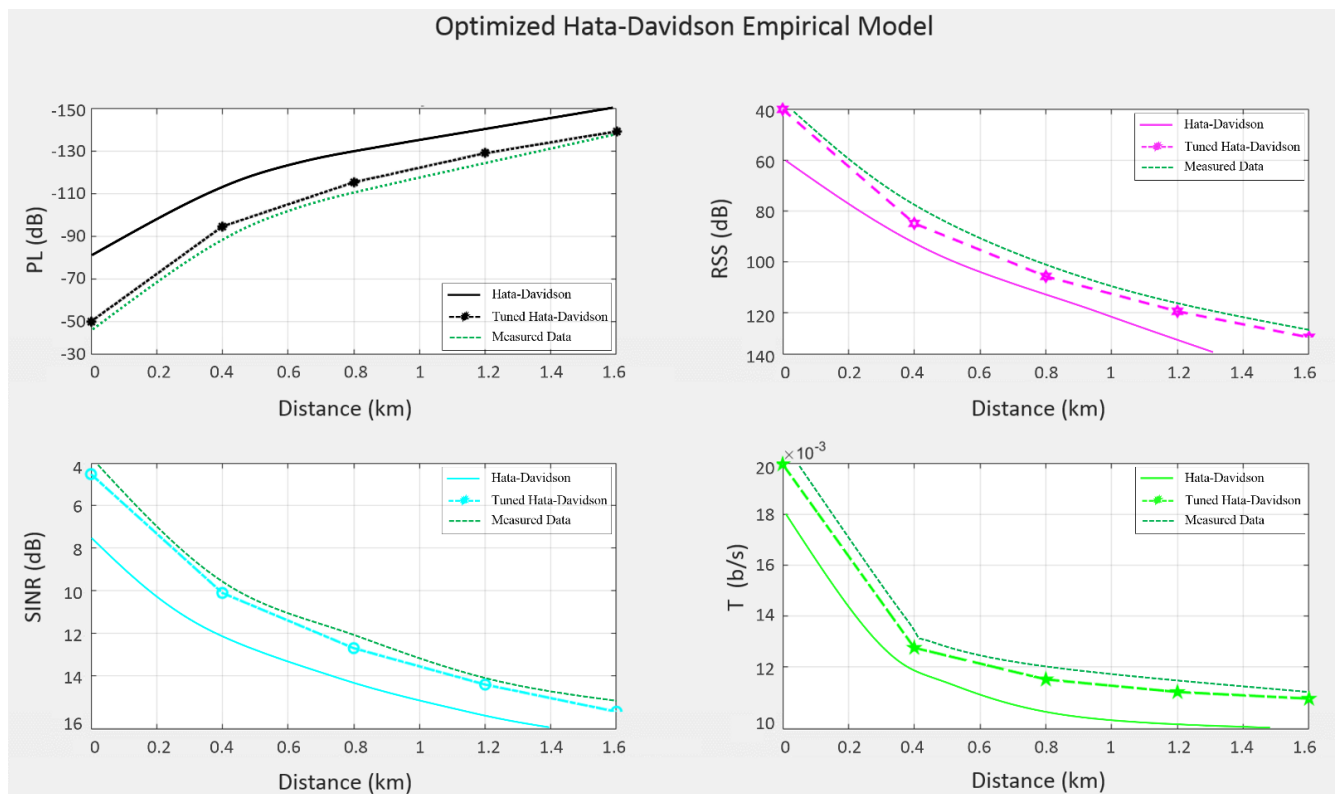 Optimized Hata-Davidson Empirical Model
PL (dB)
-150
-130
-110
-90
-70
-50
-30
0 0.2 0.4 0.6 0.8 1 1.2 1.4 1.6
Distance (km)
Hata-Davidson
Tuned Hata-Davidson
Measured Data
RSS (dB)
40
60
80
100
120
140
0 0.2 0.4 0.6 0.8 1 1.2 1.4 1.6
Distance (km)
Hata-Davidson
Tuned Hata-Davidson
Measured Data
SINR (dB)
4
6
8
10
12
14
16
0 0.2 0.4 0.6 0.8 1 1.2 1.4 1.6
Distance (km)
Hata-Davidson
Tuned Hata-Davidson
Measured Data
T (b/s)
×10⁻³
20
18
16
14
12
10
0 0.2 0.4 0.6 0.8 1 1.2 1.4 1.6
Distance (km)
Hata-Davidson
Tuned Hata-Davidson
Measured Data